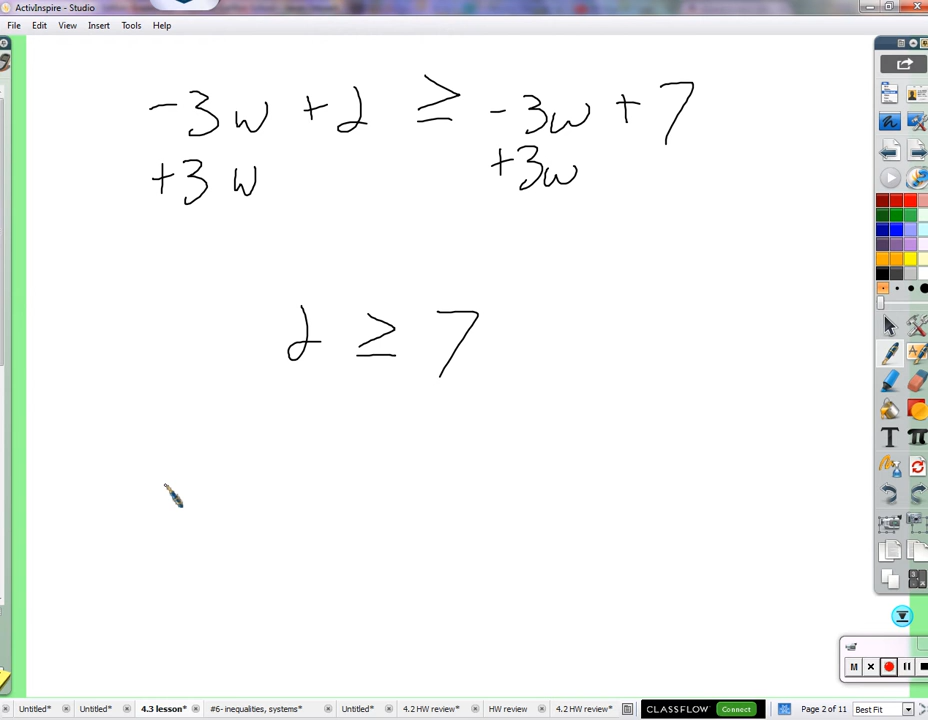 ActivInspire - Studio
File Edit View Insert Tools Help
-3w +2 ≥ -3w + 7
+3w +3w
2 ≥ 7
M
Untitled* Untitled* 4.3 lesson* #6- inequalities, systems* Untitled* 4.2 HW review* HW review 4.2 HW review* CLASSFLOW Connect Page 2 of 11 Best Fit